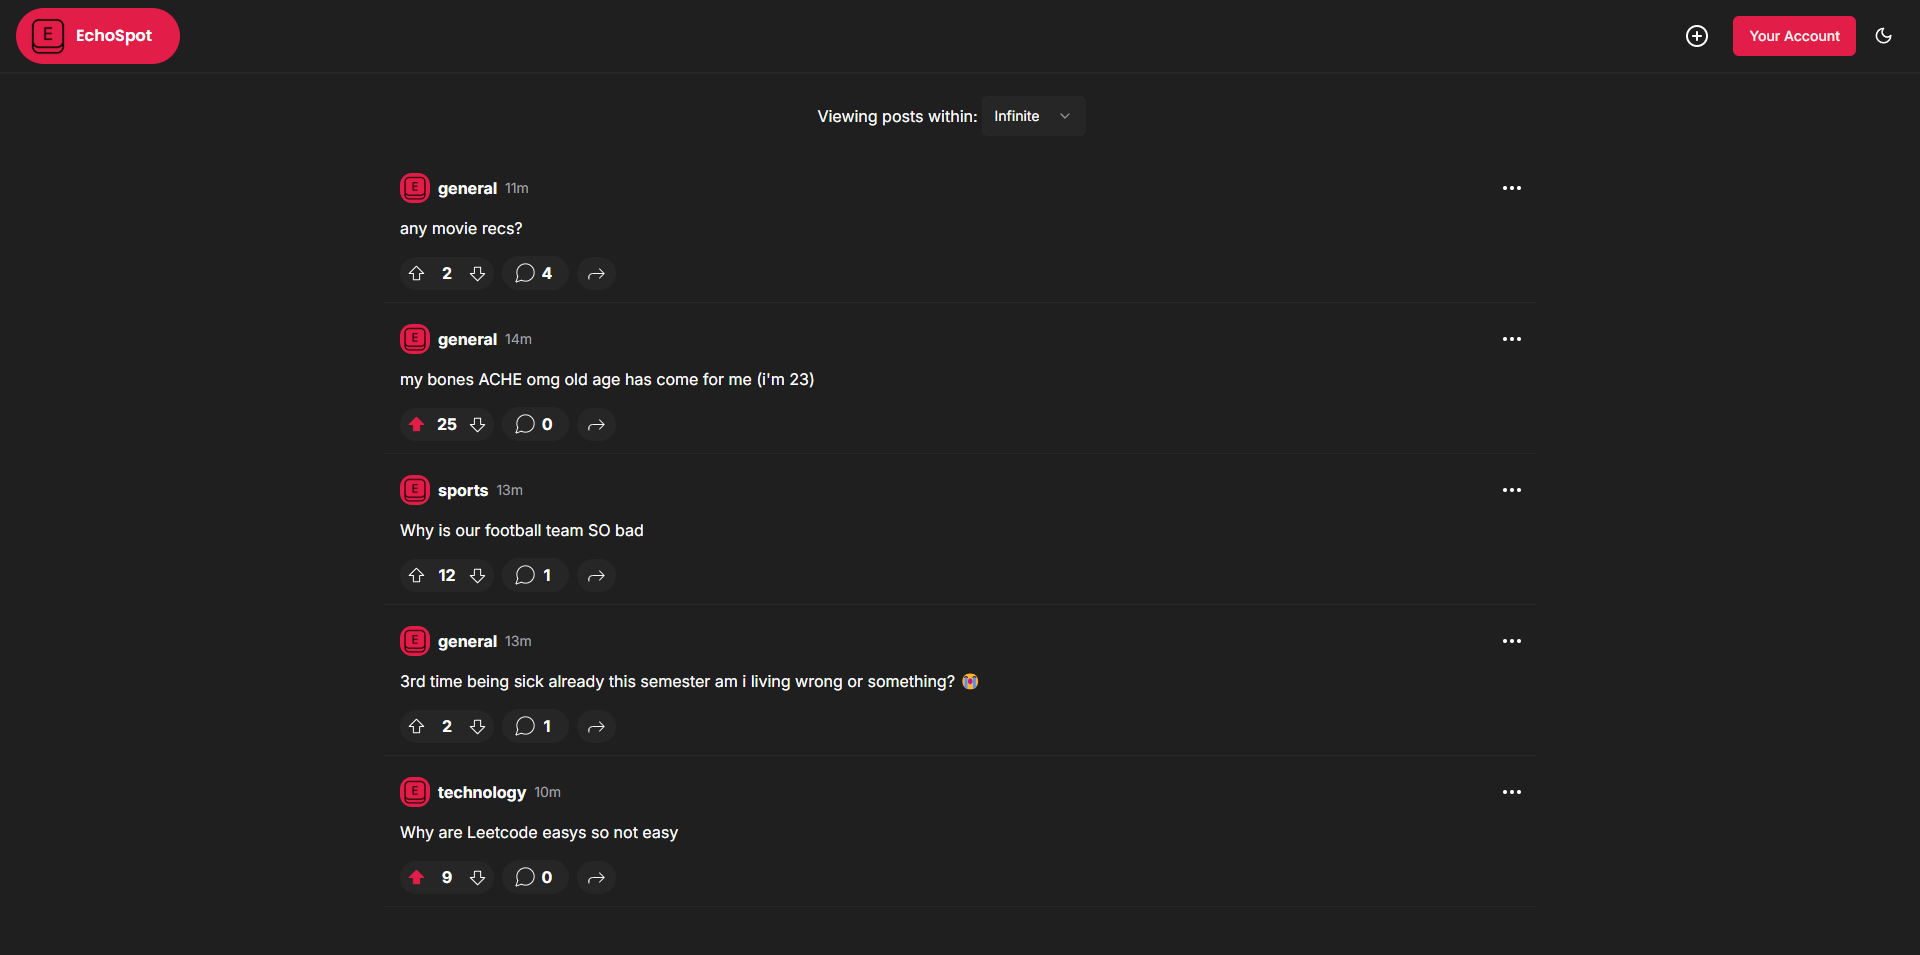 E EchoSpot
Your Account
Viewing posts within: Infinite
E general 11m
any movie recs?
2 4
E general 14m
my bones ACHE omg old age has come for me (i'm 23)
25 0
E sports 13m
Why is our football team SO bad
12 1
E general 13m
3rd time being sick already this semester am i living wrong or something? 😭
2 1
E technology 10m
Why are Leetcode easys so not easy
9 0